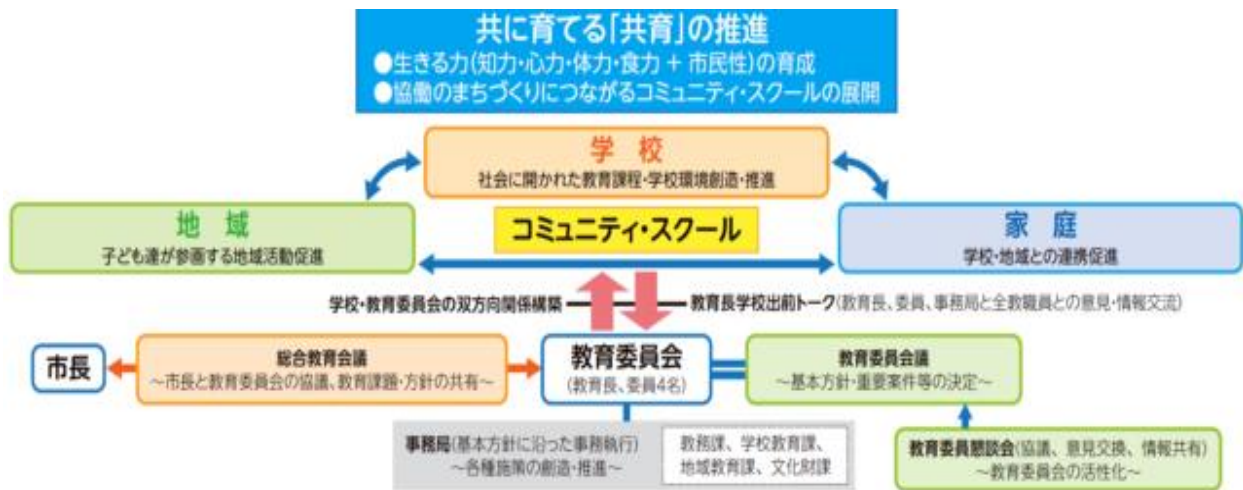 共に育てる「共育」の推進
●生きる力(知力・心力・体力・食力 + 市民性)の育成
●協働のまちづくりにつながるコミュニティ・スクールの展開
学 校
社会に開かれた教育課程・学校環境創造・推進
地 域
子ども達が参画する地域活動促進
コミュニティ・スクール
家 庭
学校・地域との連携促進
学校・教育委員会の双方向関係構築
教育長学校出前トーク(教育長、委員、事務局と全教職員との意見・情報交流)
市長
総合教育会議
～市長と教育委員会の協議、教育課題・方針の共有～
教育委員会
(教育長、委員4名)
教育委員会議
～基本方針・重要案件等の決定～
事務局(基本方針に沿った事務執行)
～各種施策の創造・推進～
教務課、学校教育課、
地域教育課、文化財課
教育委員懇談会(協議、意見交換、情報共有)
～教育委員会の活性化～